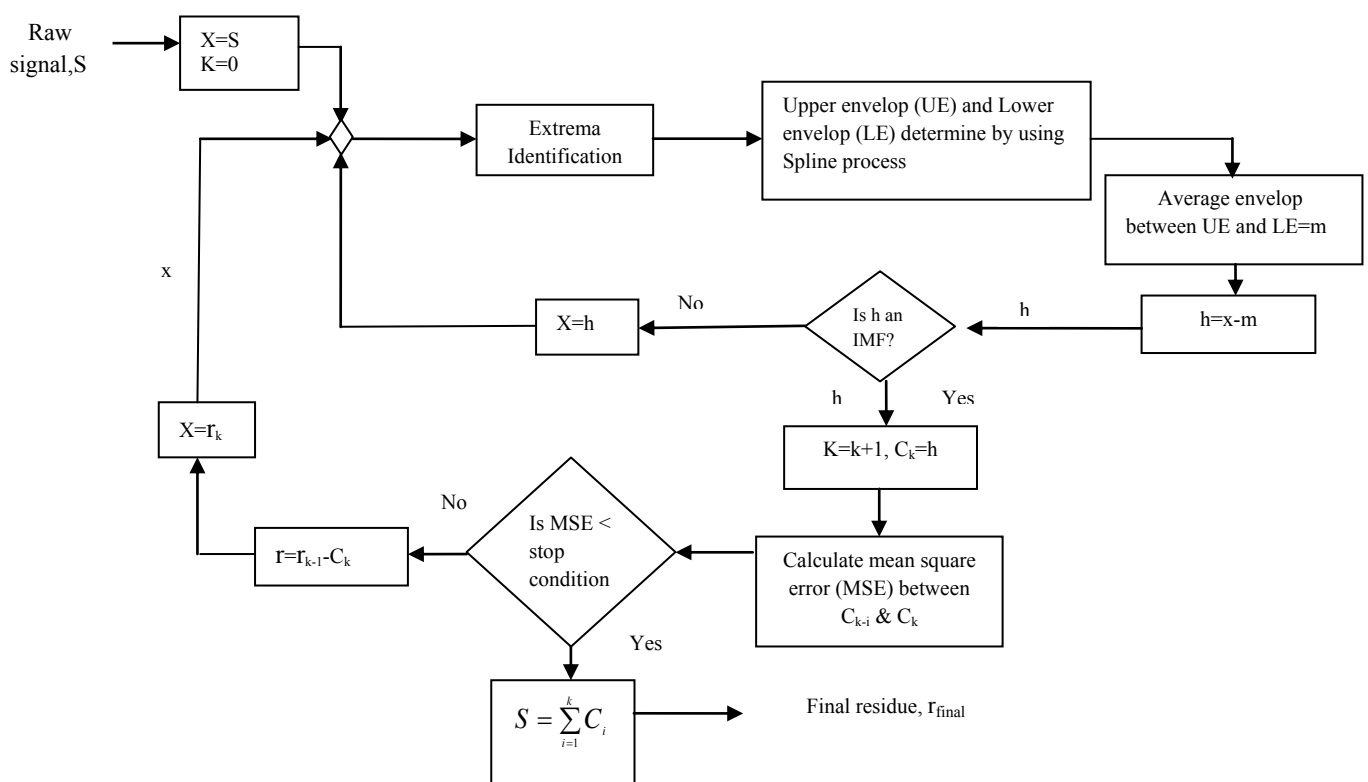 Raw
signal,S
X=S
K=0
Extrema
Identification
Upper envelop (UE) and Lower
envelop (LE) determine by using
Spline process
Average envelop
between UE and LE=m
h=x-m
h
Is h an
IMF?
No
X=h
x
h
Yes
K=k+1, Cₖ=h
Calculate mean square
error (MSE) between
Cₖ₋ᵢ & Cₖ
Is MSE <
stop
condition
No
r=rₖ₋₁-Cₖ
X=rₖ
Yes
S = ∑_{i=1}^{k} C_i
Final residue, r_final